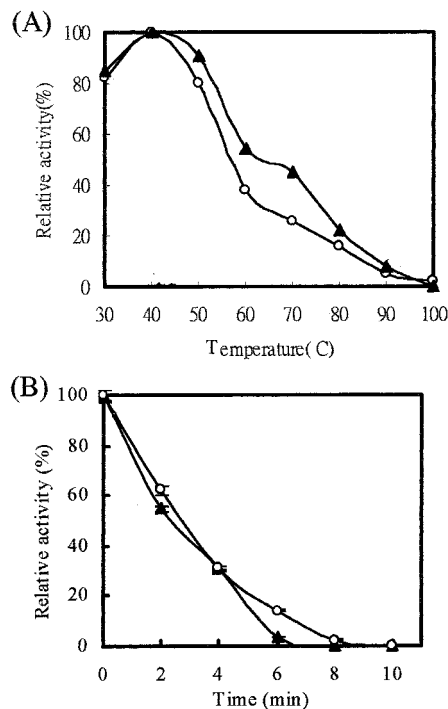 (A)
Relative activity(%)
100
80
60
40
20
0
30 40 50 60 70 80 90 100
Temperature( C)
(B)
Relative activity (%)
100
80
60
40
20
0
0 2 4 6 8 10
Time (min)